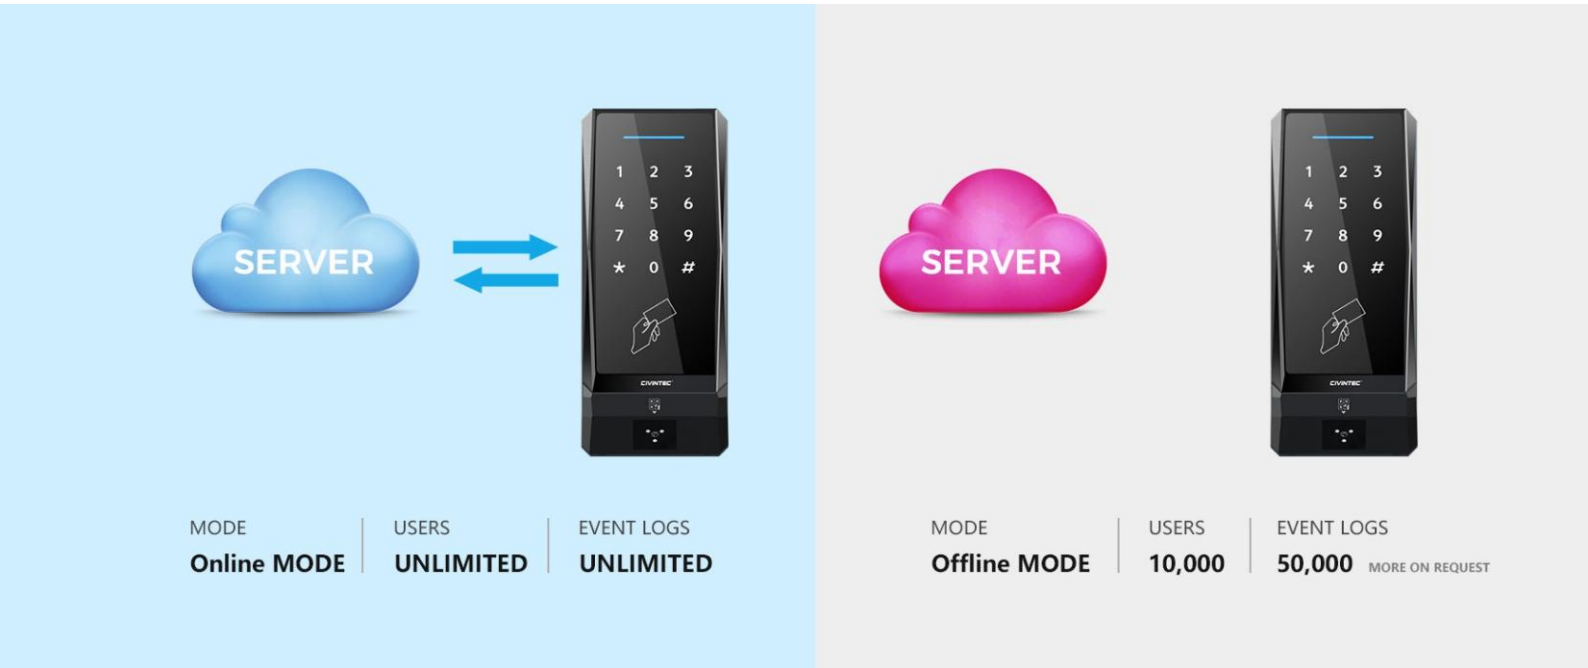 SERVER
1 2 3
4 5 6
7 8 9
* 0 #
CIVINTEC
MODE
Online MODE
USERS
UNLIMITED
EVENT LOGS
UNLIMITED
SERVER
1 2 3
4 5 6
7 8 9
* 0 #
CIVINTEC
MODE
Offline MODE
USERS
10,000
EVENT LOGS
50,000 MORE ON REQUEST